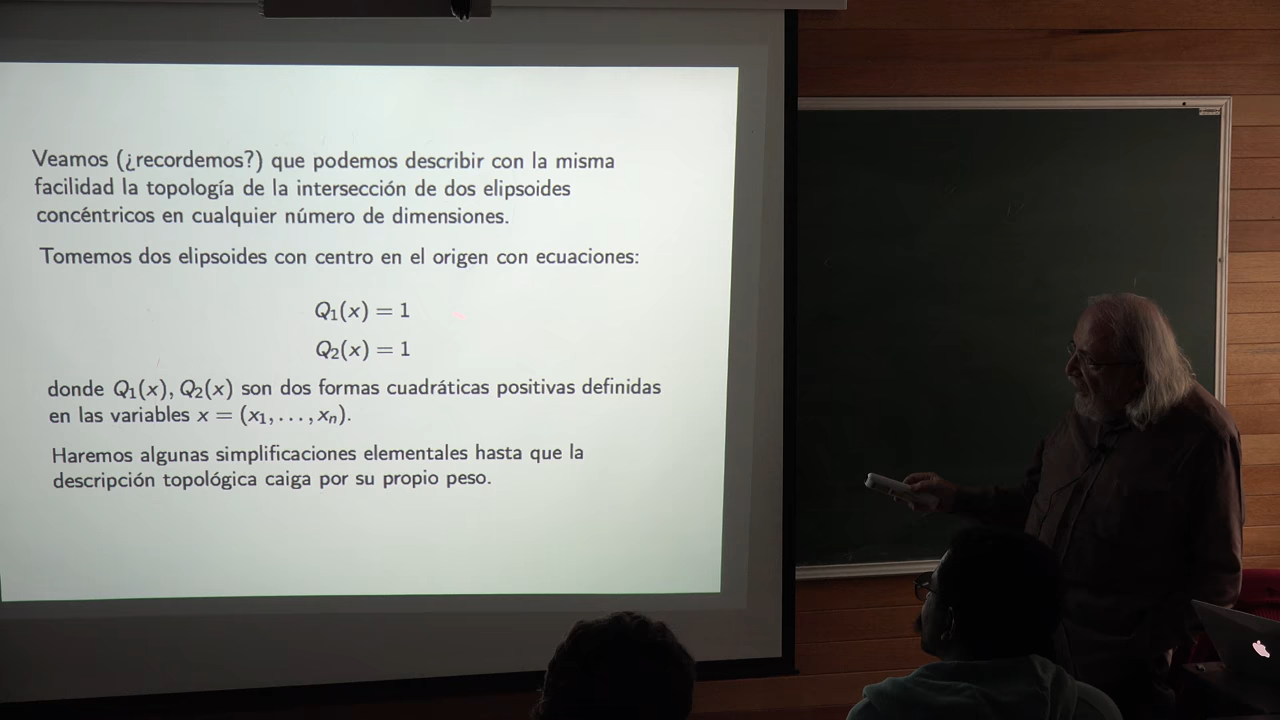 Veamos (¿recordemos?) que podemos describir con la misma
facilidad la topología de la intersección de dos elipsoides
concéntricos en cualquier número de dimensiones.
Tomemos dos elipsoides con centro en el origen con ecuaciones:
Q₁(x) = 1
Q₂(x) = 1
donde Q₁(x), Q₂(x) son dos formas cuadráticas positivas definidas
en las variables x = (x₁, . . . , xₙ).
Haremos algunas simplificaciones elementales hasta que la
descripción topológica caiga por su propio peso.